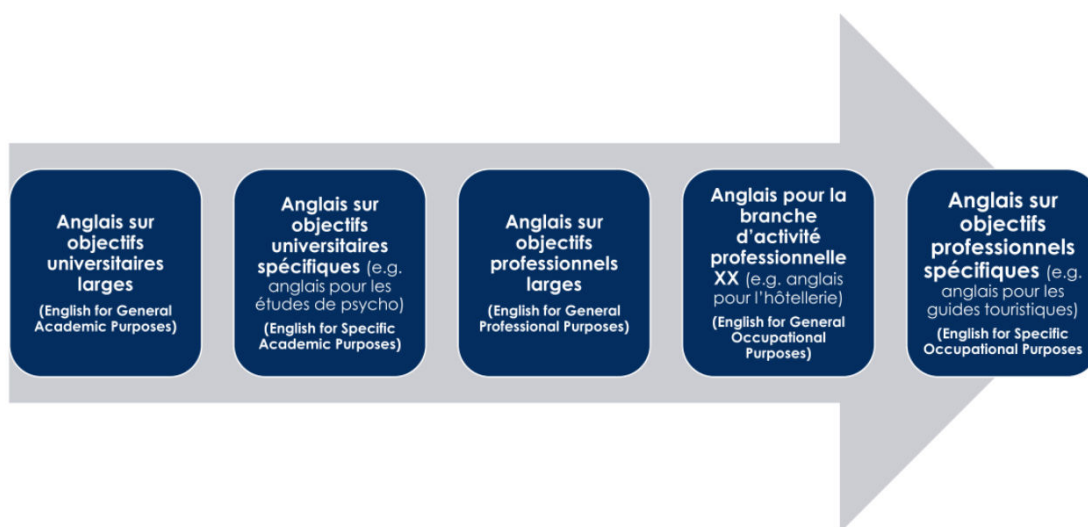 Anglais sur
objectifs
universitaires
larges
(English for General
Academic Purposes)
Anglais sur
objectifs
universitaires
spécifiques (e.g.
anglais pour les
études de psycho)
(English for Specific
Academic Purposes)
Anglais sur
objectifs
professionnels
larges
(English for General
Professional Purposes)
Anglais pour la
branche
d'activité
professionnelle
XX (e.g. anglais
pour l'hôtellerie)
(English for General
Occupational
Purposes)
Anglais sur
objectifs
professionnels
spécifiques (e.g.
anglais pour les
guides touristiques)
(English for Specific
Occupational Purposes